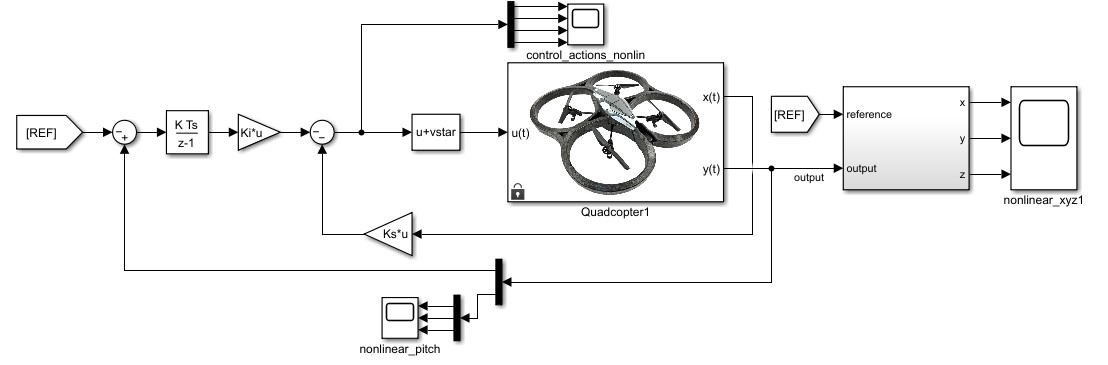 control_actions_nonlin
[REF]
K Ts
z-1
Ki*u
u+vstar
u(t)
x(t)
y(t)
Quadcopter1
[REF]
reference
output
output
x
y
z
nonlinear_xyz1
Ks*u
nonlinear_pitch